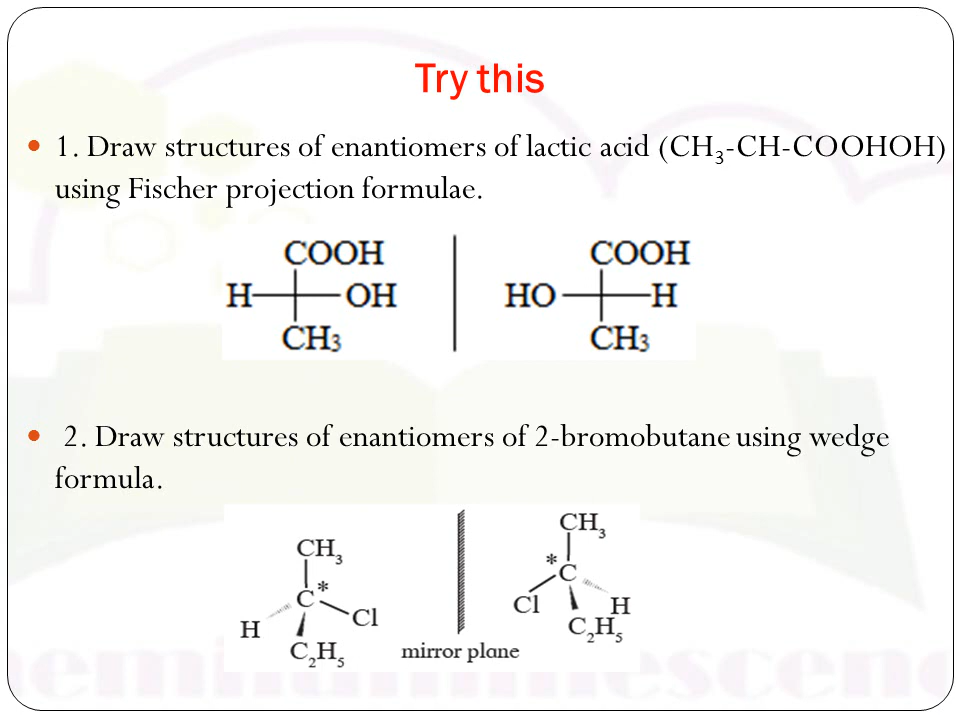 Try this
• 1. Draw structures of enantiomers of lactic acid (CH₃-CH-COOHOH)
using Fischer projection formulae.
COOH COOH
H OH HO H
CH₃ CH₃
• 2. Draw structures of enantiomers of 2-bromobutane using wedge
formula.
CH₃ CH₃
C* *C
H Cl Cl H
C₂H₅ C₂H₅
mirror plane